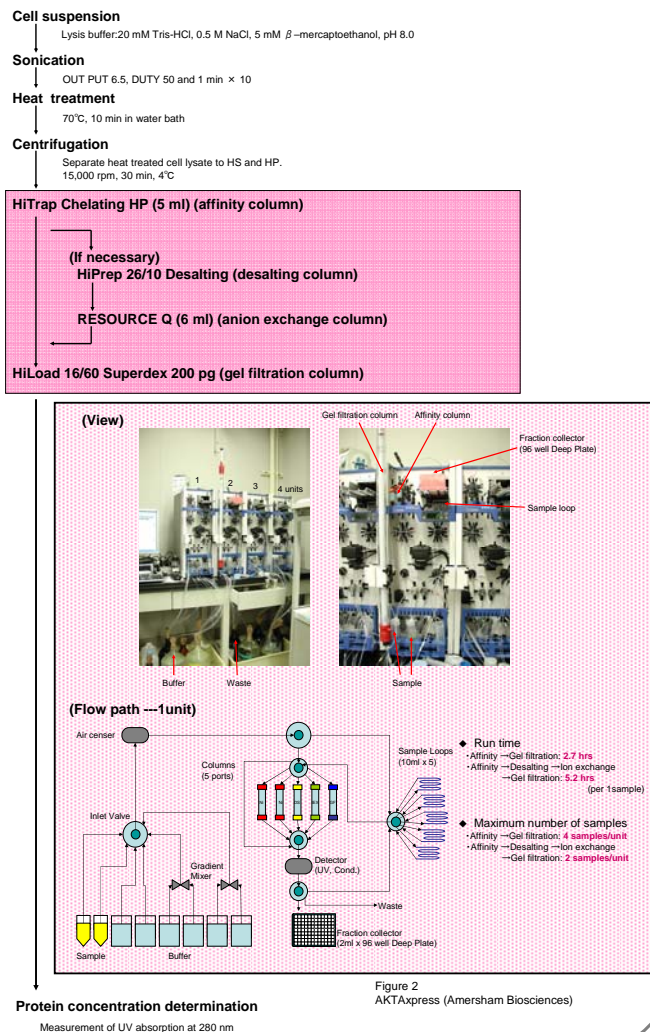 Cell suspension
Lysis buffer:20 mM Tris-HCl, 0.5 M NaCl, 5 mM β-mercaptoethanol, pH 8.0
Sonication
OUT PUT 6.5, DUTY 50 and 1 min × 10
Heat treatment
70℃, 10 min in water bath
Centrifugation
Separate heat treated cell lysate to HS and HP.
15,000 rpm, 30 min, 4℃
HiTrap Chelating HP (5 ml) (affinity column)
(If necessary)
HiPrep 26/10 Desalting (desalting column)
RESOURCE Q (6 ml) (anion exchange column)
HiLoad 16/60 Superdex 200 pg (gel filtration column)
(View)
Gel filtration column
Affinity column
Fraction collector
(96 well Deep Plate)
1
2
3
4 units
Sample loop
Buffer
Waste
Sample
(Flow path ---1unit)
Air censer
Columns
(5 ports)
Sample Loops
(10ml x 5)
Inlet Valve
Gradient
Mixer
Detector
(UV, Cond.)
Waste
Fraction collector
(2ml x 96 well Deep Plate)
Sample
Buffer
◆ Run time
・Affinity →Gel filtration: 2.7 hrs
・Affinity →Desalting →Ion exchange
→Gel filtration: 5.2 hrs
(per 1sample)
◆ Maximum number of samples
・Affinity →Gel filtration: 4 samples/unit
・Affinity →Desalting →Ion exchange
→Gel filtration: 2 samples/unit
Figure 2
AKTAxpress (Amersham Biosciences)
Protein concentration determination
Measurement of UV absorption at 280 nm